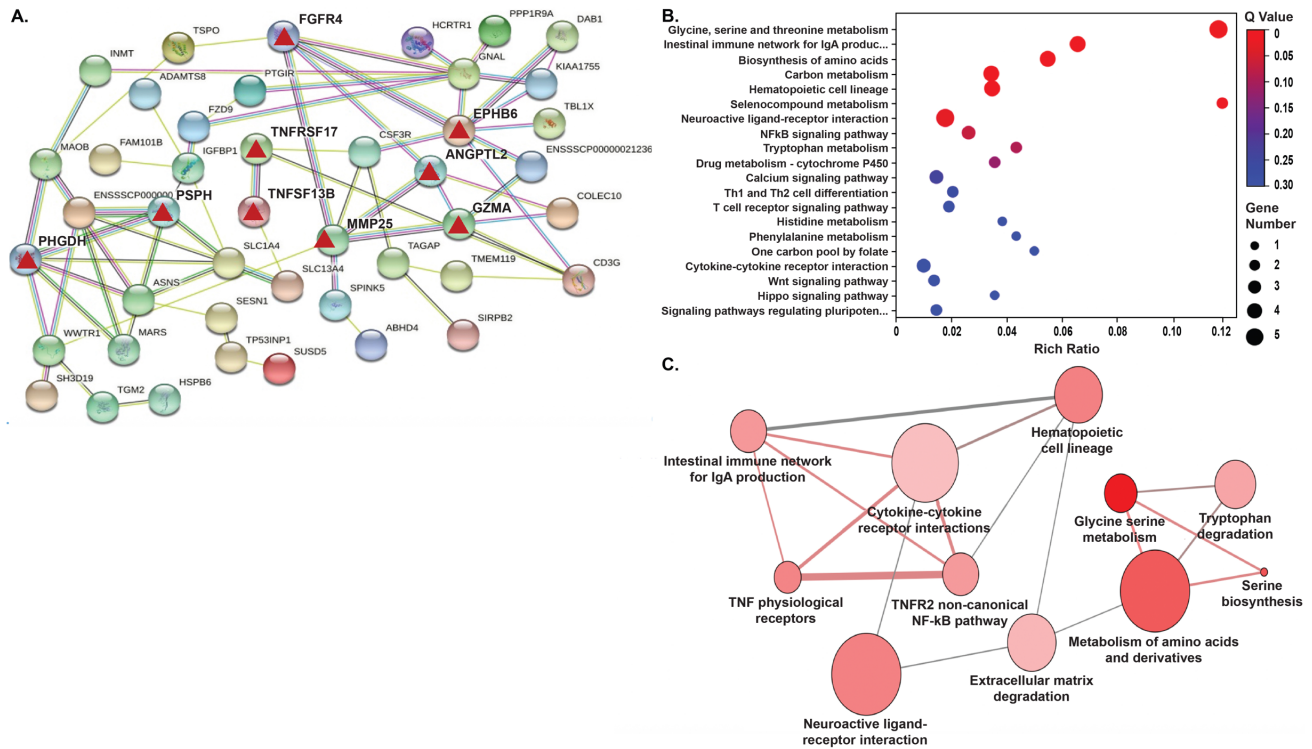 A.
FGFR4
TSPO
HCRTR1
PPP1R9A
DAB1
INMT
ADAMTS8
PTGIR
GNAL
KIAA1755
FZD9
EPHB6
TBL1X
TNFRSF17
CSF3R
MAOB
FAM101B
IGFBP1
ANGPTL2
ENSSSCP00000021236
ENSSSCP000000
PSPH
TNFSF13B
GZMA
COLEC10
PHGDH
MMP25
SLC1A4
TAGAP
CD3G
SLC13A4
TMEM119
ASNS
SESN1
SPINK5
WWTR1
MARS
ABHD4
SIRPB2
TP53INP1
SUSD5
SH3D19
TGM2
HSPB6
B.
Glycine, serine and threonine metabolism
Inestinal immune network for IgA produc...
Biosynthesis of amino acids
Carbon metabolism
Hematopoietic cell lineage
Selenocompound metabolism
Neuroactive ligand-receptor interaction
NFkB signaling pathway
Tryptophan metabolism
Drug metabolism - cytochrome P450
Calcium signaling pathway
Th1 and Th2 cell differentiation
T cell receptor signaling pathway
Histidine metabolism
Phenylalanine metabolism
One carbon pool by folate
Cytokine-cytokine receptor interaction
Wnt signaling pathway
Hippo signaling pathway
Signaling pathways regulating pluripoten...
0 0.02 0.04 0.06 0.08 0.10 0.12
Rich Ratio
Q Value
0
0.05
0.10
0.15
0.20
0.25
0.30
Gene
Number
1
2
3
4
5
C.
Hematopoietic
cell lineage
Intestinal immune network
for IgA production
Cytokine-cytokine
receptor interactions
Glycine serine
metabolism
Tryptophan
degradation
TNF physiological
receptors
TNFR2 non-canonical
NF-kB pathway
Serine
biosynthesis
Metabolism of amino acids
and derivatives
Extracellular matrix
degradation
Neuroactive ligand-
receptor interaction